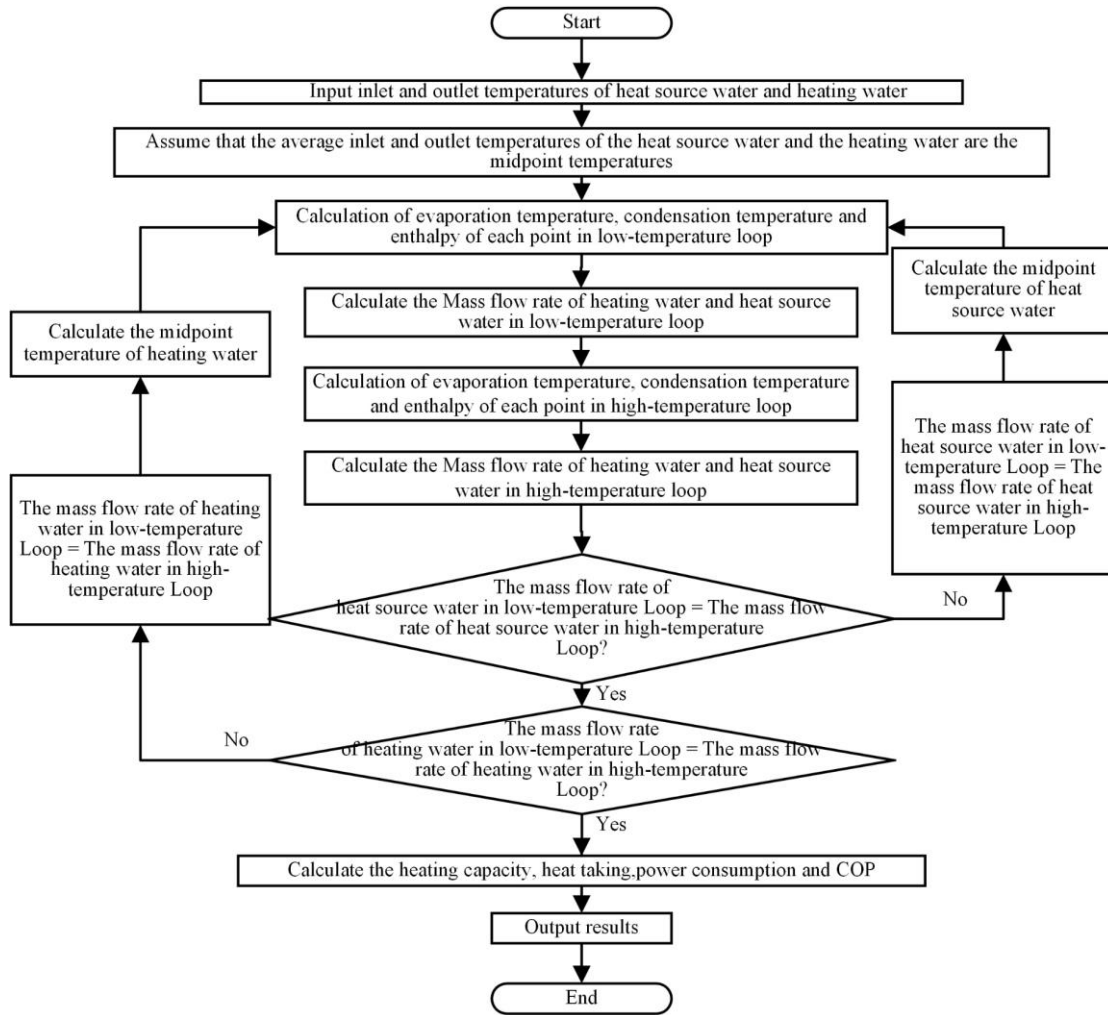 Start
Input inlet and outlet temperatures of heat source water and heating water
Assume that the average inlet and outlet temperatures of the heat source water and the heating water are the
midpoint temperatures
Calculation of evaporation temperature, condensation temperature and
enthalpy of each point in low-temperature loop
Calculate the midpoint
temperature of heat
source water
Calculate the Mass flow rate of heating water and heat source
water in low-temperature loop
Calculate the midpoint
temperature of heating water
Calculation of evaporation temperature, condensation temperature
and enthalpy of each point in high-temperature loop
The mass flow rate of
heat source water in low-
temperature Loop = The
mass flow rate of heat
source water in high-
temperature Loop
Calculate the Mass flow rate of heating water and heat source
water in high-temperature loop
The mass flow rate of heating
water in low-temperature
Loop = The mass flow rate of
heating water in high-
temperature Loop
The mass flow rate of
heat source water in low-temperature Loop = The mass flow
rate of heat source water in high-temperature
Loop?
No
Yes
The mass flow rate
of heating water in low-temperature Loop = The mass flow
rate of heating water in high-temperature
Loop?
No
Yes
Calculate the heating capacity, heat taking,power consumption and COP
Output results
End